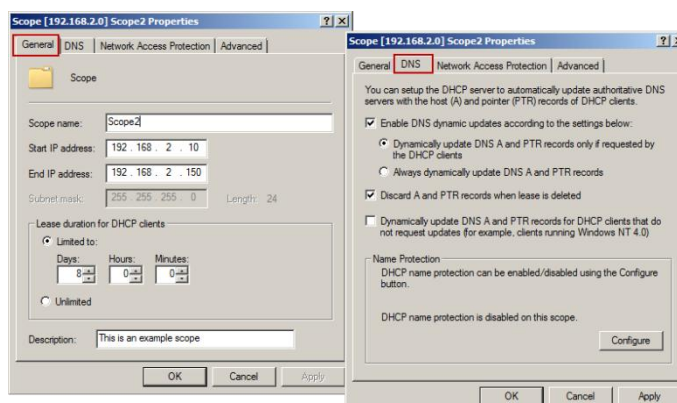 Scope [192.168.2.0] Scope2 Properties
General DNS Network Access Protection Advanced
Scope
Scope name: Scope2
Start IP address: 192 . 168 . 2 . 10
End IP address: 192 . 168 . 2 . 150
Subnet mask: 255 . 255 . 255 . 0 Length: 24
Lease duration for DHCP clients
Limited to:
Days: Hours: Minutes:
8 0 0
Unlimited
Description: This is an example scope
OK Cancel Apply
Scope [192.168.2.0] Scope2 Properties
General DNS Network Access Protection Advanced
You can setup the DHCP server to automatically update authoritative DNS
servers with the host (A) and pointer (PTR) records of DHCP clients.
Enable DNS dynamic updates according to the settings below:
Dynamically update DNS A and PTR records only if requested by
the DHCP clients
Always dynamically update DNS A and PTR records
Discard A and PTR records when lease is deleted
Dynamically update DNS A and PTR records for DHCP clients that do
not request updates (for example, clients running Windows NT 4.0)
Name Protection
DHCP name protection can be enabled/disabled using the Configure
button.
DHCP name protection is disabled on this scope.
Configure
OK Cancel Apply